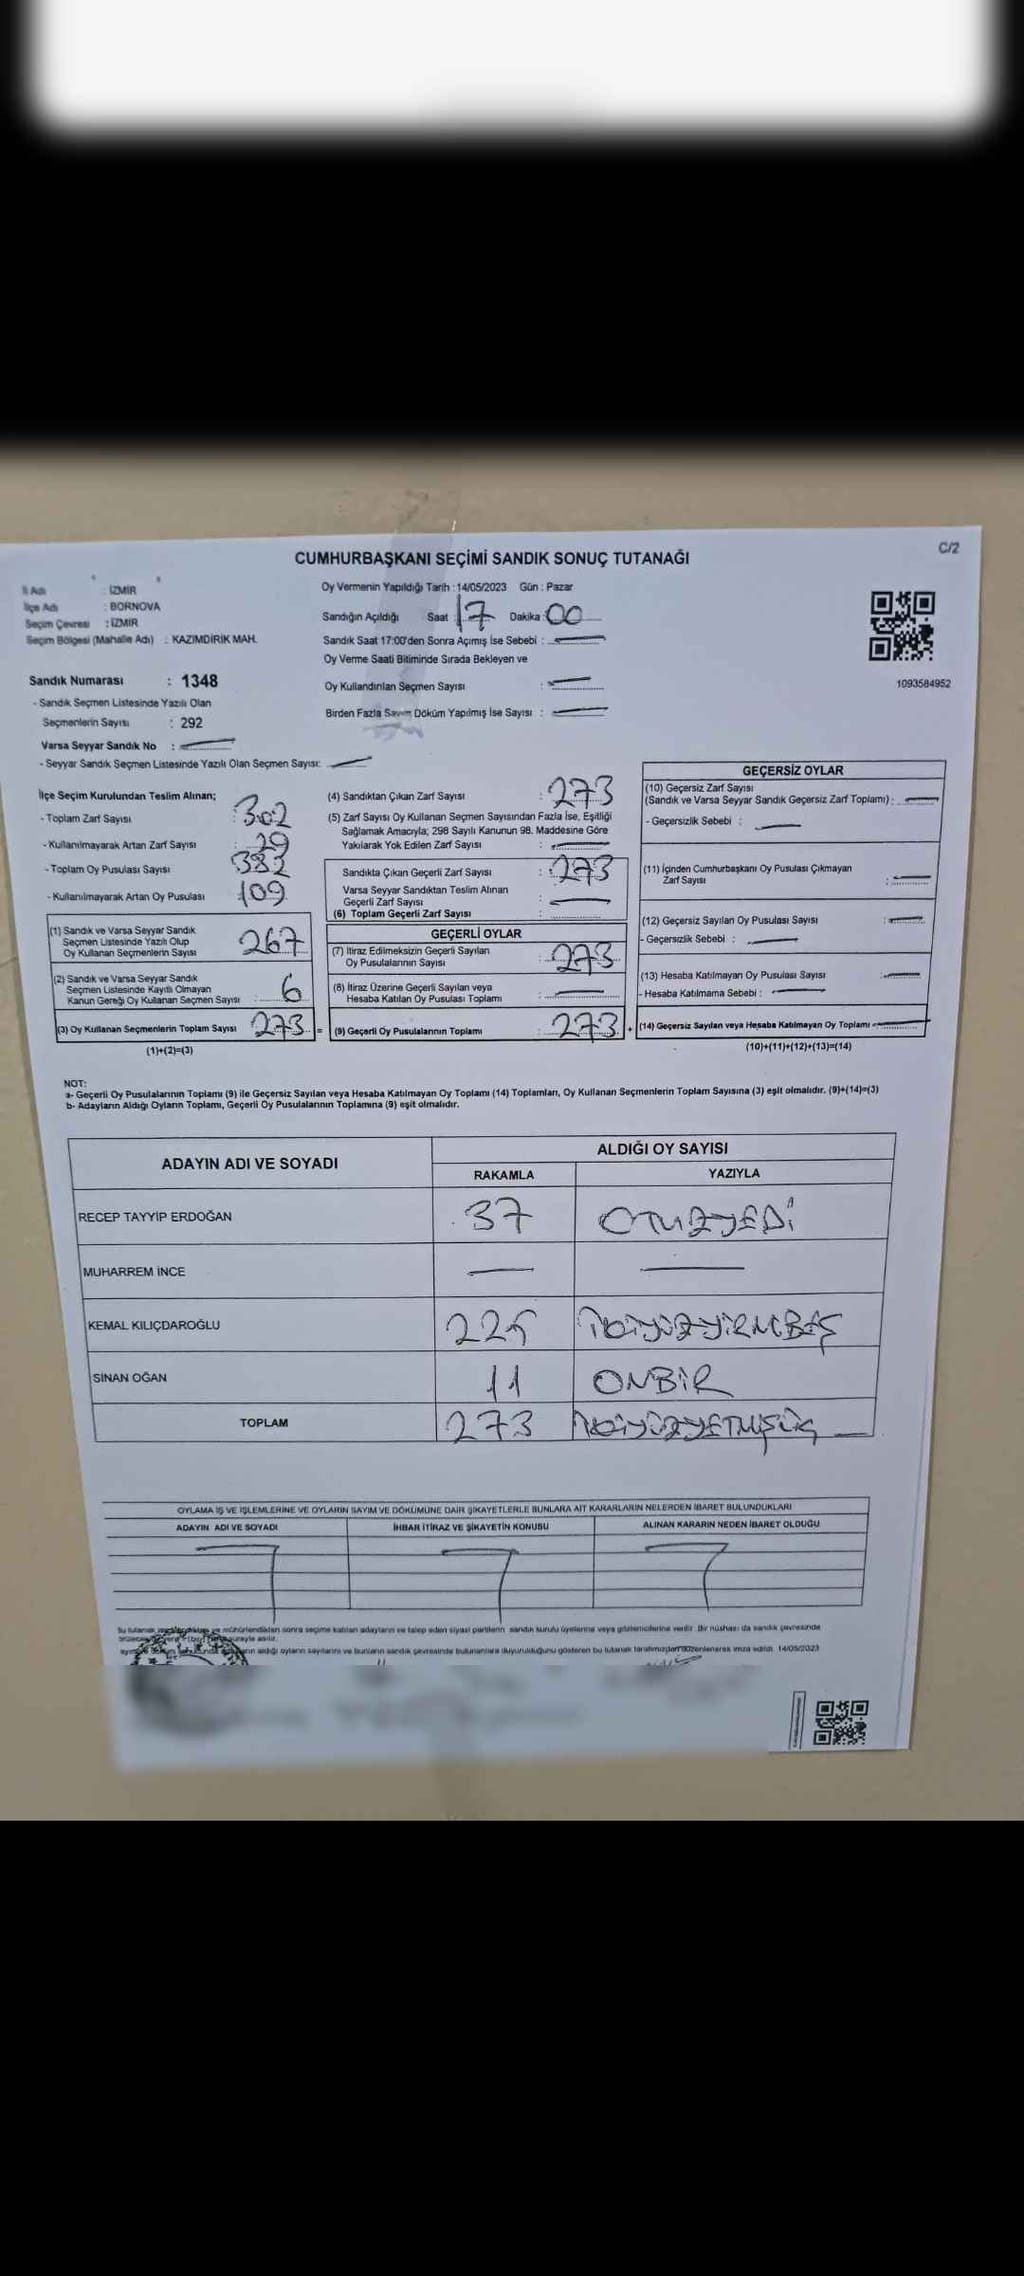 C/2
CUMHURBAŞKANI SEÇİMİ SANDIK SONUÇ TUTANAĞI
İl Adı : İZMİR
İlçe Adı : BORNOVA
Seçim Çevresi : İZMİR
Seçim Bölgesi (Mahalle Adı) : KAZIMDİRİK MAH.
Sandık Numarası : 1348
- Sandık Seçmen Listesinde Yazılı Olan
Seçmenlerin Sayısı : 292
Varsa Seyyar Sandık No :
- Seyyar Sandık Seçmen Listesinde Yazılı Olan Seçmen Sayısı:
Oy Vermenin Yapıldığı Tarih : 14/05/2023 Gün : Pazar
Sandığın Açıldığı Saat : 17 Dakika : 00
Sandık Saat 17:00'den Sonra Açımış İse Sebebi :
Oy Verme Saati Bitiminde Sırada Bekleyen ve
Oy Kullandırılan Seçmen Sayısı :
Birden Fazla Sayım Döküm Yapılmış İse Sayısı :
1093584952
İlçe Seçim Kurulundan Teslim Alınan;
- Toplam Zarf Sayısı : 302
- Kullanılmayarak Artan Zarf Sayısı : 29
- Toplam Oy Pusulası Sayısı : 382
- Kullanılmayarak Artan Oy Pusulası : 109
(1) Sandık ve Varsa Seyyar Sandık
Seçmen Listesinde Yazılı Olup
Oy Kullanan Seçmenlerin Sayısı 267
(2) Sandık ve Varsa Seyyar Sandık
Seçmen Listesinde Kayıtlı Olmayan
Kanun Gereği Oy Kullanan Seçmen Sayısı : 6
(3) Oy Kullanan Seçmenlerin Toplam Sayısı 273 =
(1)+(2)=(3)
(4) Sandıktan Çıkan Zarf Sayısı : 273
(5) Zarf Sayısı Oy Kullanan Seçmen Sayısından Fazla İse, Eşitliği
Sağlamak Amacıyla; 298 Sayılı Kanunun 98. Maddesine Göre
Yakılarak Yok Edilen Zarf Sayısı :
Sandıkta Çıkan Geçerli Zarf Sayısı : 273
Varsa Seyyar Sandıktan Teslim Alınan
Geçerli Zarf Sayısı :
(6) Toplam Geçerli Zarf Sayısı :
GEÇERLİ OYLAR
(7) İtiraz Edilmeksizin Geçerli Sayılan
Oy Pusulalarının Sayısı : 273
(8) İtiraz Üzerine Geçerli Sayılan veya
Hesaba Katılan Oy Pusulası Toplamı :
(9) Geçerli Oy Pusulalarının Toplamı : 273 +
GEÇERSİZ OYLAR
(10) Geçersiz Zarf Sayısı
(Sandık ve Varsa Seyyar Sandık Geçersiz Zarf Toplamı) :
- Geçersizlik Sebebi :
(11) İçinden Cumhurbaşkanı Oy Pusulası Çıkmayan
Zarf Sayısı :
(12) Geçersiz Sayılan Oy Pusulası Sayısı :
- Geçersizlik Sebebi :
(13) Hesaba Katılmayan Oy Pusulası Sayısı :
- Hesaba Katılmama Sebebi :
(14) Geçersiz Sayılan veya Hesaba Katılmayan Oy Toplamı
(10)+(11)+(12)+(13)=(14)
NOT:
a- Geçerli Oy Pusulalarının Toplamı (9) ile Geçersiz Sayılan veya Hesaba Katılmayan Oy Toplamı (14) Toplamları, Oy Kullanan Seçmenlerin Toplam Sayısına (3) eşit olmalıdır. (9)+(14)=(3)
b- Adayların Aldığı Oyların Toplamı, Geçerli Oy Pusulalarının Toplamına (9) eşit olmalıdır.
ADAYIN ADI VE SOYADI ALDIĞI OY SAYISI
RAKAMLA YAZIYLA
RECEP TAYYİP ERDOĞAN 37 OTUZYEDİ
MUHARREM İNCE
KEMAL KILIÇDAROĞLU 225 İKİYÜZYİRMİBEŞ
SİNAN OĞAN 11 ONBİR
TOPLAM 273 İKİYÜZYETMİŞÜÇ
OYLAMA İŞ VE İŞLEMLERİNE VE OYLARIN SAYIM VE DÖKÜMÜNE DAİR ŞİKAYETLERLE BUNLARA AİT KARARLARIN NELERDEN İBARET BULUNDUKLARI
ADAYIN ADI VE SOYADI İHBAR İTİRAZ VE ŞİKAYETİN KONUSU ALINAN KARARIN NEDEN İBARET OLDUĞU
sonra seçime katılan adayların ve talep eden siyasi partilerin sandık kurulu üyelerine veya gözlemcilerine verilir. Bir nüshası da sandık çevresinde
aldığı oyların sayılarını ve bunların sandık çevresinde bulunanlara duyurulduğunu gösteren bu tutanak tarafımızdan düzenlenerek imza edildi. 14/05/2023